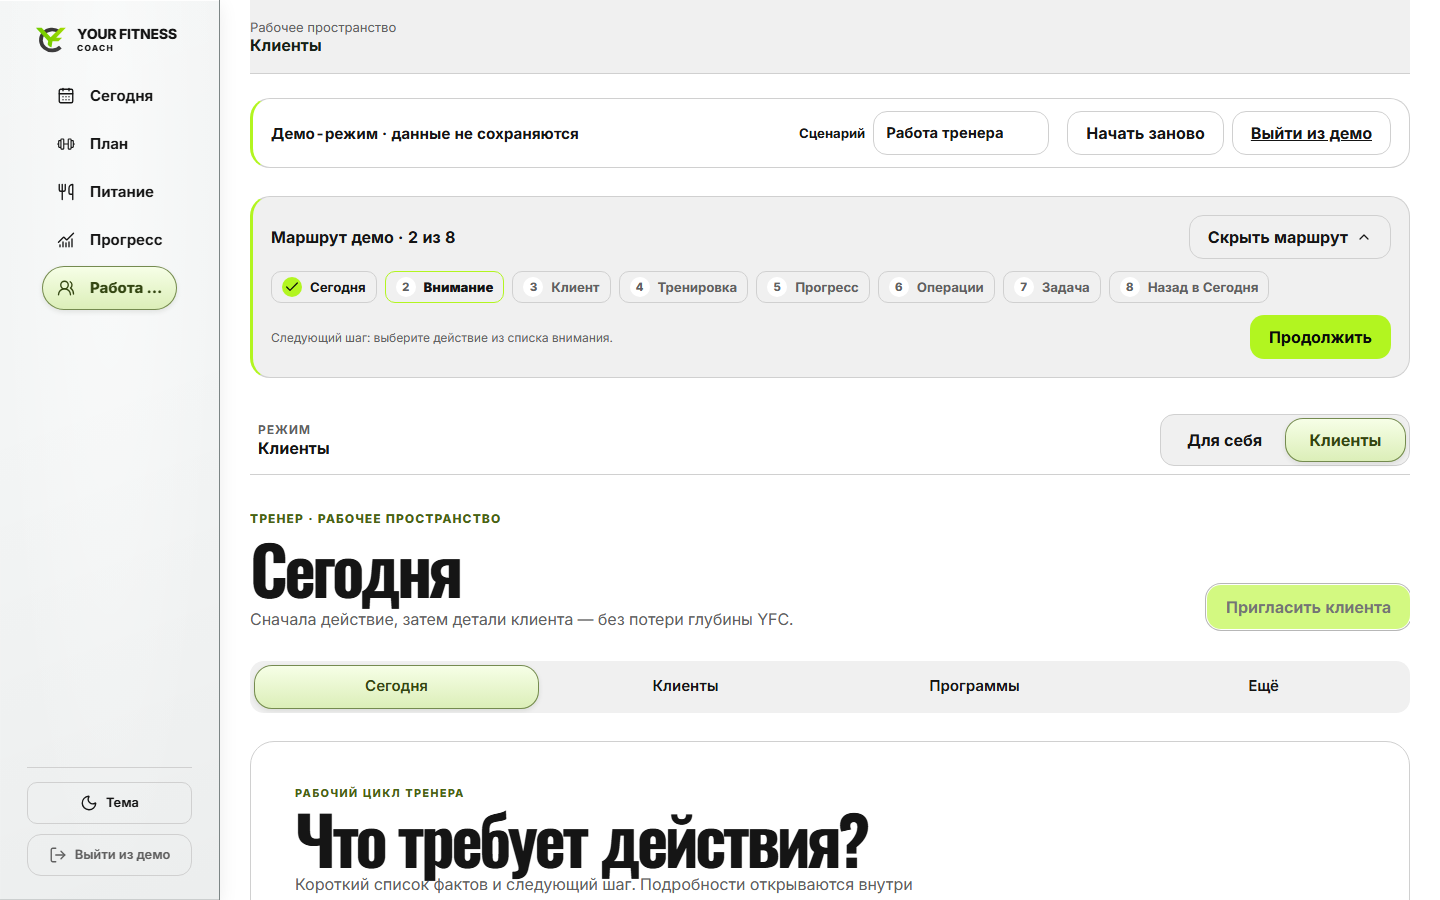 YOUR FITNESS
COACH
Сегодня
План
Питание
Прогресс
Работа ...
Тема
Выйти из демо
Рабочее пространство
Клиенты
Демо-режим · данные не сохраняются
Сценарий
Работа тренера
Начать заново
Выйти из демо
Маршрут демо · 2 из 8
Скрыть маршрут
Сегодня
2 Внимание
3 Клиент
4 Тренировка
5 Прогресс
6 Операции
7 Задача
8 Назад в Сегодня
Следующий шаг: выберите действие из списка внимания.
Продолжить
РЕЖИМ
Клиенты
Для себя
Клиенты
ТРЕНЕР · РАБОЧЕЕ ПРОСТРАНСТВО
Сегодня
Сначала действие, затем детали клиента — без потери глубины YFC.
Пригласить клиента
Сегодня
Клиенты
Программы
Ещё
РАБОЧИЙ ЦИКЛ ТРЕНЕРА
Что требует действия?
Короткий список фактов и следующий шаг. Подробности открываются внутри